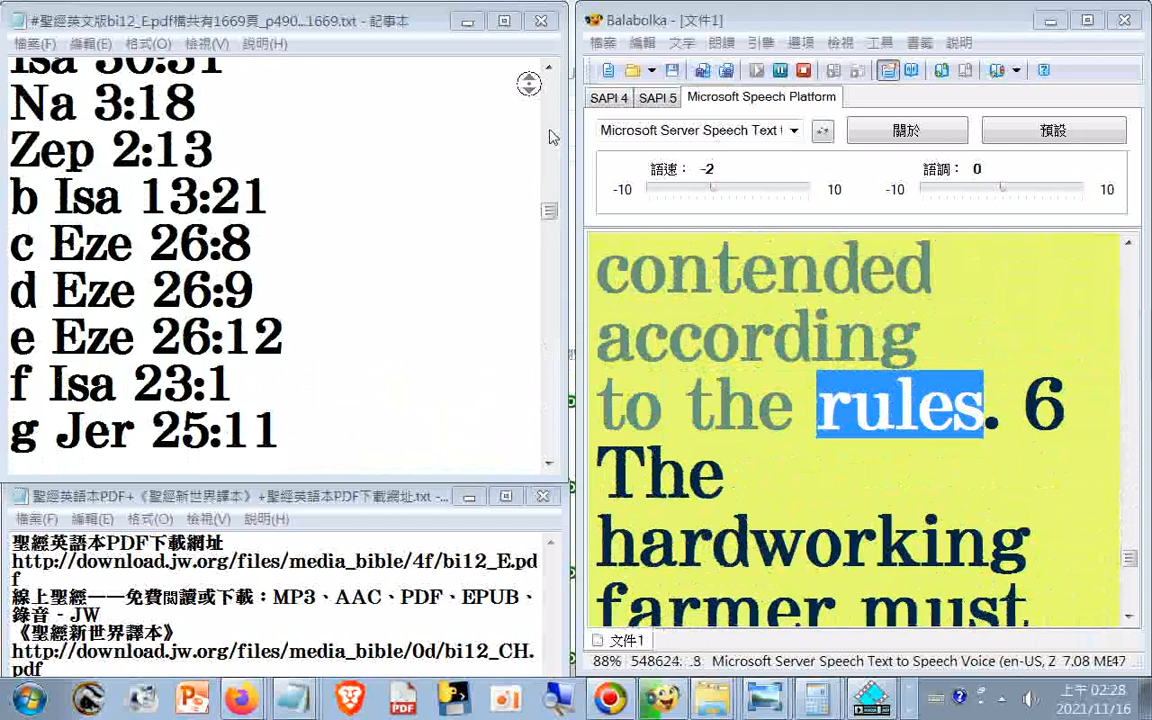 #聖經英文版bi12_E.pdf檔共有1669頁_p490...1669.txt - 記事本
檔案(F) 編輯(E) 格式(O) 檢視(V) 說明(H)
Isa 30:31
Na 3:18
Zep 2:13
b Isa 13:21
c Eze 26:8
d Eze 26:9
e Eze 26:12
f Isa 23:1
g Jer 25:11
聖經英語本PDF+《聖經新世界譯本》+聖經英語本PDF下載網址.txt -...
檔案(F) 編輯(E) 格式(O) 檢視(V) 說明(H)
聖經英語本PDF下載網址
http://download.jw.org/files/media_bible/4f/bi12_E.pd
f
線上聖經——免費閱讀或下載：MP3、AAC、PDF、EPUB、
錄音 - JW
《聖經新世界譯本》
http://download.jw.org/files/media_bible/0d/bi12_CH.
pdf
Balabolka - [文件1]
檔案 編輯 文字 朗讀 引擎 選項 檢視 工具 書籤 說明
SAPI 4 SAPI 5 Microsoft Speech Platform
Microsoft Server Speech Text 關於 預設
語速： -2 語調： 0
-10 10 -10 10
contended
according
to the rules. 6
The
hardworking
farmer must
文件1
88% 548624: .8 Microsoft Server Speech Text to Speech Voice (en-US, Z 7.08 ME47
上午 02:28
2021/11/16